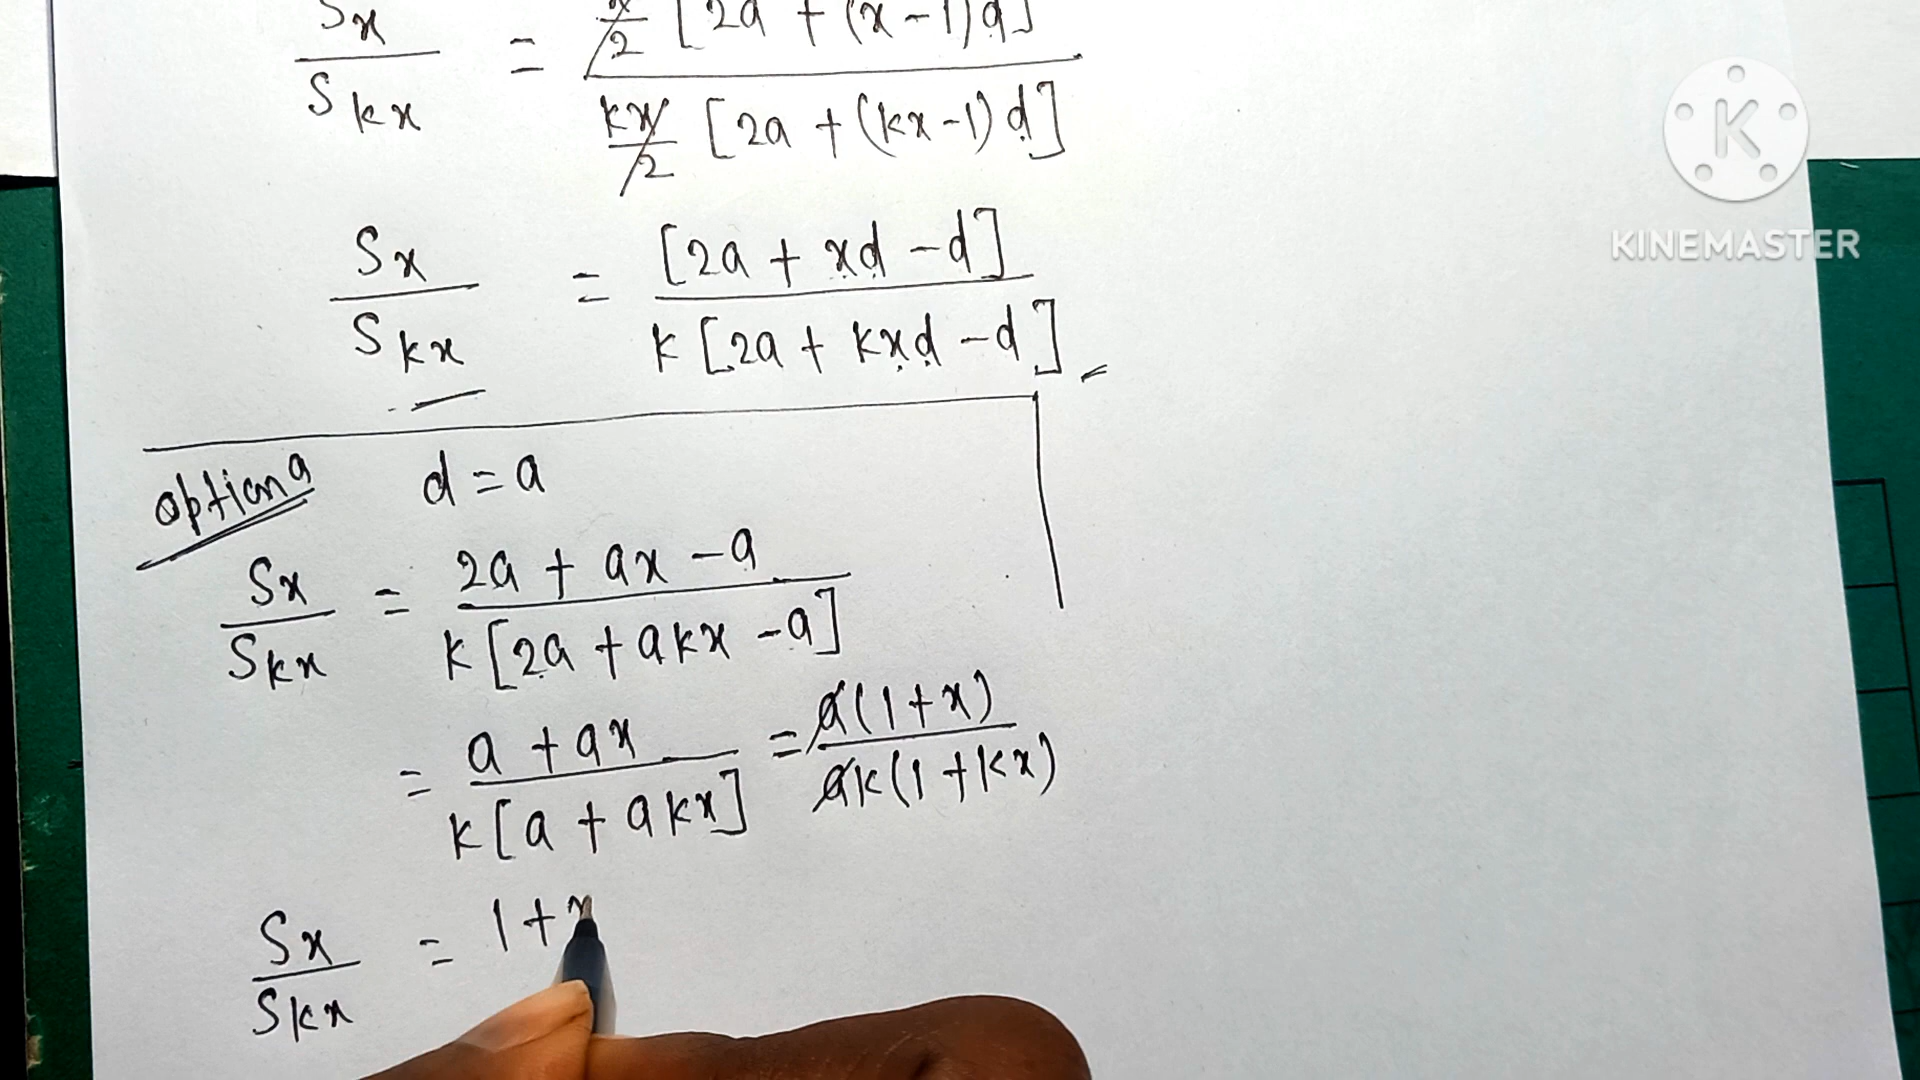 Sx / Skx = x/2 [2a + (x-1)d] / kx/2 [2a + (kx-1)d]
Sx / Skx = [2a + xd - d] / k[2a + kxd - d]
option a d = a
Sx / Skx = 2a + ax - a / k[2a + akx - a]
= a + ax / k[a + akx] = a(1+x) / ak(1+kx)
Sx / Skx = 1+x
K
KINEMASTER